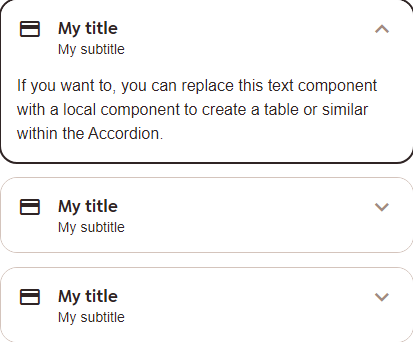 My title
My subtitle
If you want to, you can replace this text component
with a local component to create a table or similar
within the Accordion.
My title
My subtitle
My title
My subtitle